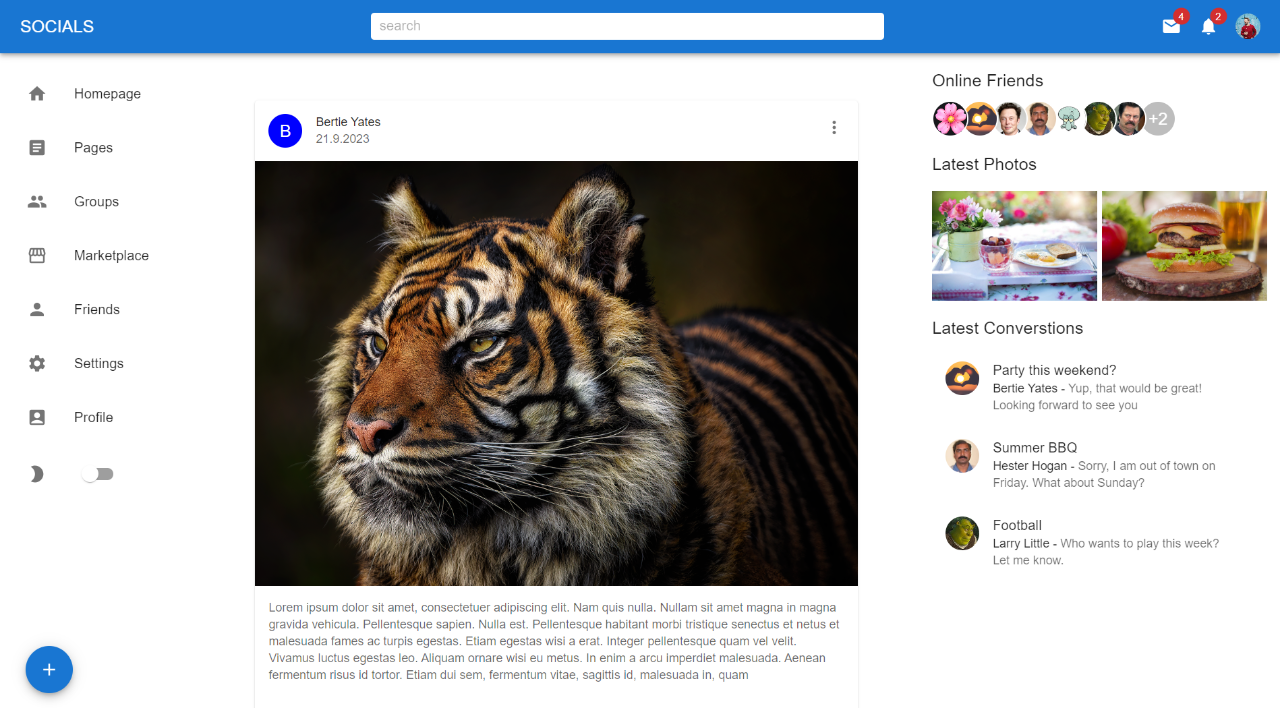 SOCIALS
search
4
2
Homepage
Pages
Groups
Marketplace
Friends
Settings
Profile
B
Bertie Yates
21.9.2023
Lorem ipsum dolor sit amet, consectetuer adipiscing elit. Nam quis nulla. Nullam sit amet magna in magna
gravida vehicula. Pellentesque sapien. Nulla est. Pellentesque habitant morbi tristique senectus et netus et
malesuada fames ac turpis egestas. Etiam egestas wisi a erat. Integer pellentesque quam vel velit.
Vivamus luctus egestas leo. Aliquam ornare wisi eu metus. In enim a arcu imperdiet malesuada. Aenean
fermentum risus id tortor. Etiam dui sem, fermentum vitae, sagittis id, malesuada in, quam
Online Friends
+2
Latest Photos
Latest Converstions
Party this weekend?
Bertie Yates - Yup, that would be great!
Looking forward to see you
Summer BBQ
Hester Hogan - Sorry, I am out of town on
Friday. What about Sunday?
Football
Larry Little - Who wants to play this week?
Let me know.